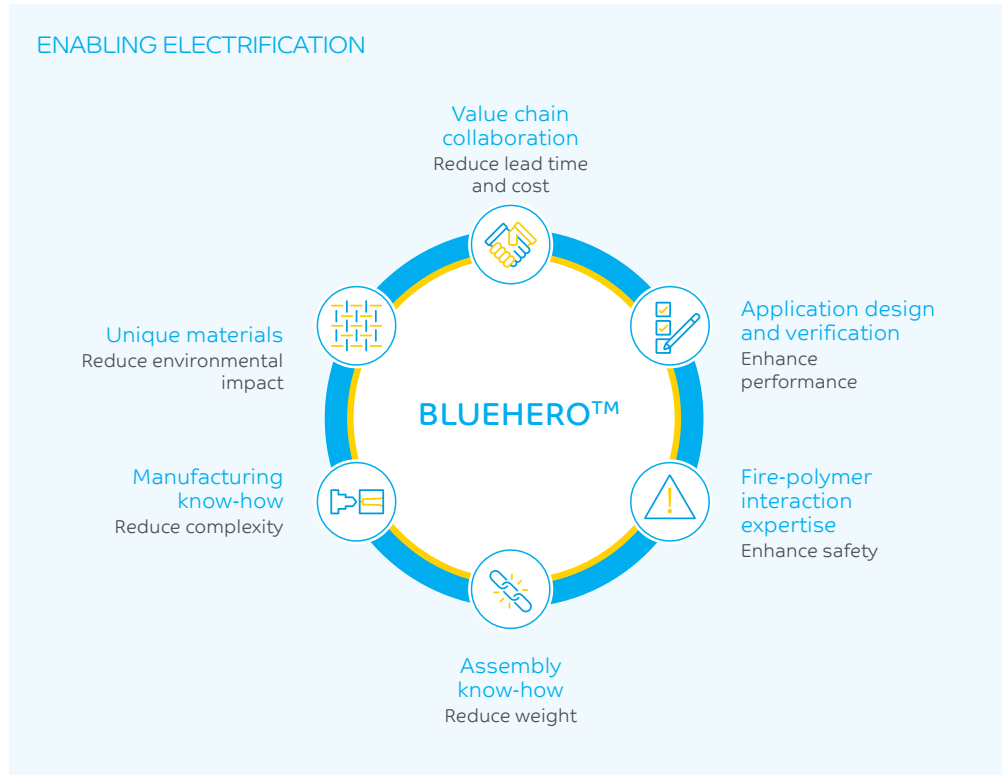 ENABLING ELECTRIFICATION
Value chain
collaboration
Reduce lead time
and cost
Application design
and verification
Enhance
performance
Fire-polymer
interaction
expertise
Enhance safety
Assembly
know-how
Reduce weight
Manufacturing
know-how
Reduce complexity
Unique materials
Reduce environmental
impact
BLUEHERO™